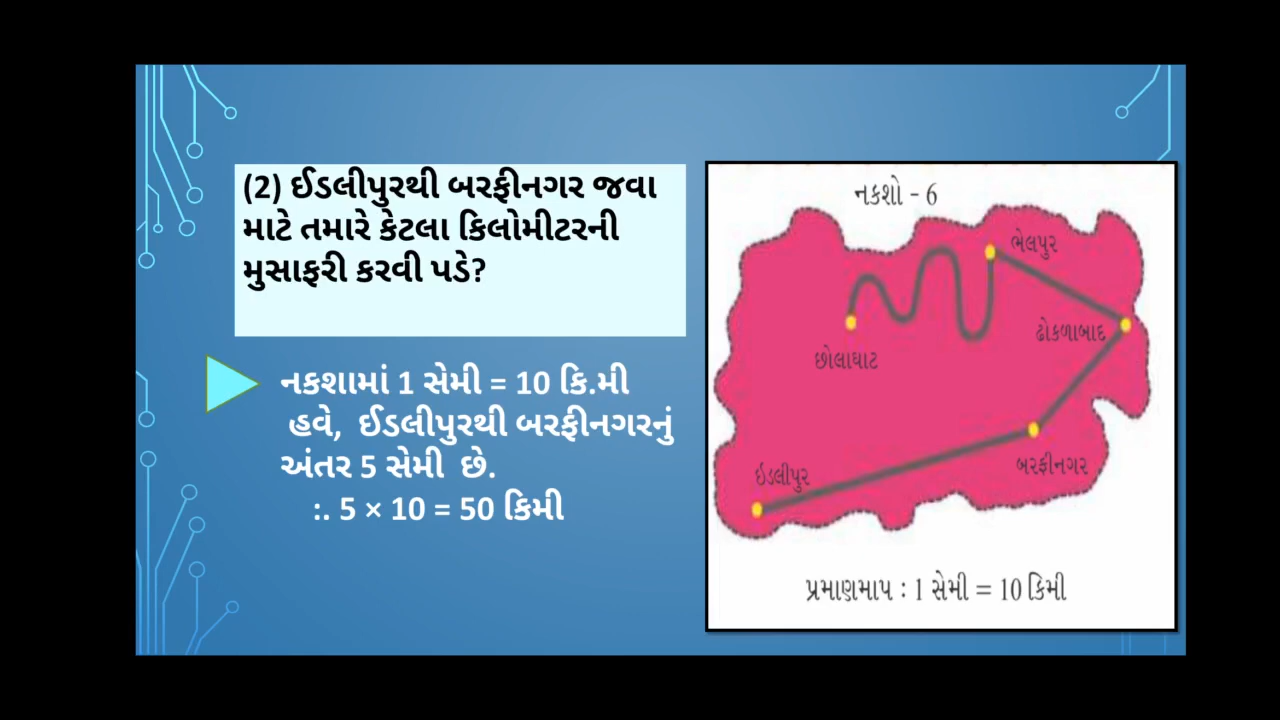 (2) ઈડલીપુરથી બરફીનગર જવા
માટે તમારે કેટલા કિલોમીટરની
મુસાફરી કરવી પડે?
નકશામાં 1 સેમી = 10 કિ.મી
હવે, ઈડલીપુરથી બરફીનગરનું
અંતર 5 સેમી છે.
:. 5 × 10 = 50 કિમી
નકશો - 6
ભેલપુર
ઢોકળાબાદ
છોલાઘાટ
બરફીનગર
ઇડલીપુર
પ્રમાણમાપ : 1 સેમી = 10 કિમી